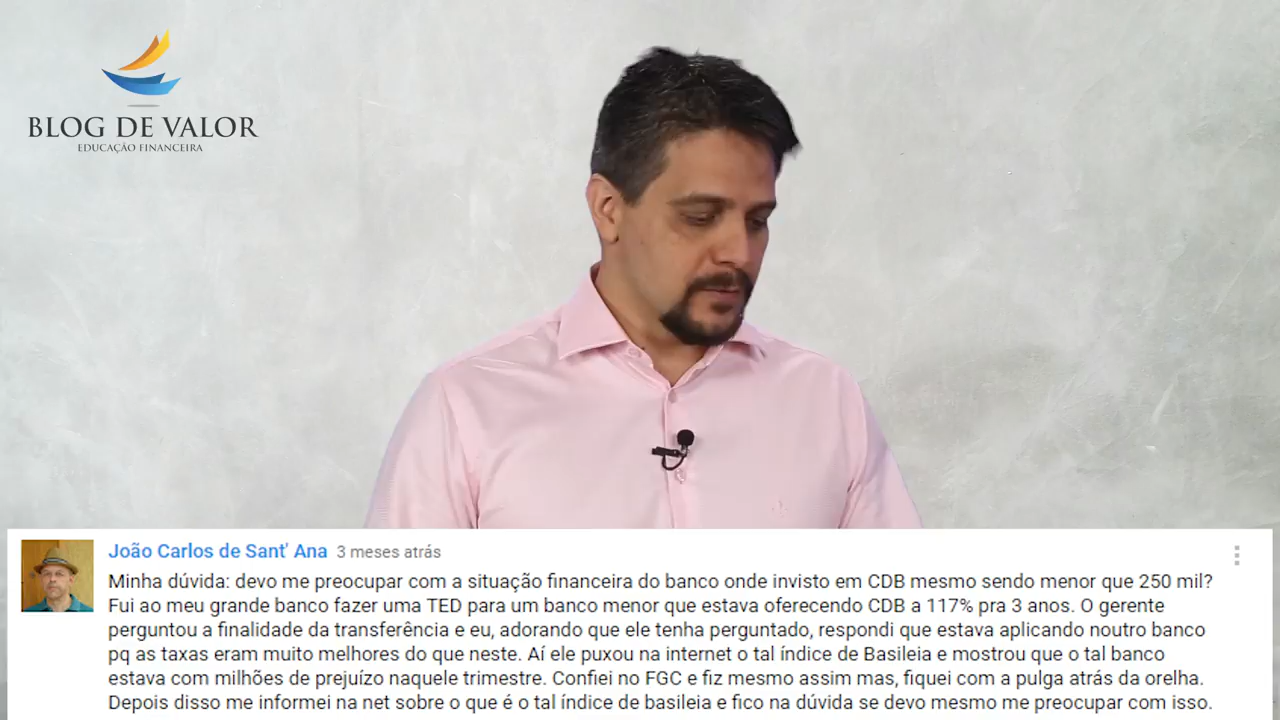 BLOG DE VALOR
EDUCAÇÃO FINANCEIRA
João Carlos de Sant' Ana 3 meses atrás
Minha dúvida: devo me preocupar com a situação financeira do banco onde invisto em CDB mesmo sendo menor que 250 mil?
Fui ao meu grande banco fazer uma TED para um banco menor que estava oferecendo CDB a 117% pra 3 anos. O gerente
perguntou a finalidade da transferência e eu, adorando que ele tenha perguntado, respondi que estava aplicando noutro banco
pq as taxas eram muito melhores do que neste. Aí ele puxou na internet o tal índice de Basileia e mostrou que o tal banco
estava com milhões de prejuízo naquele trimestre. Confiei no FGC e fiz mesmo assim mas, fiquei com a pulga atrás da orelha.
Depois disso me informei na net sobre o que é o tal índice de basileia e fico na dúvida se devo mesmo me preocupar com isso.